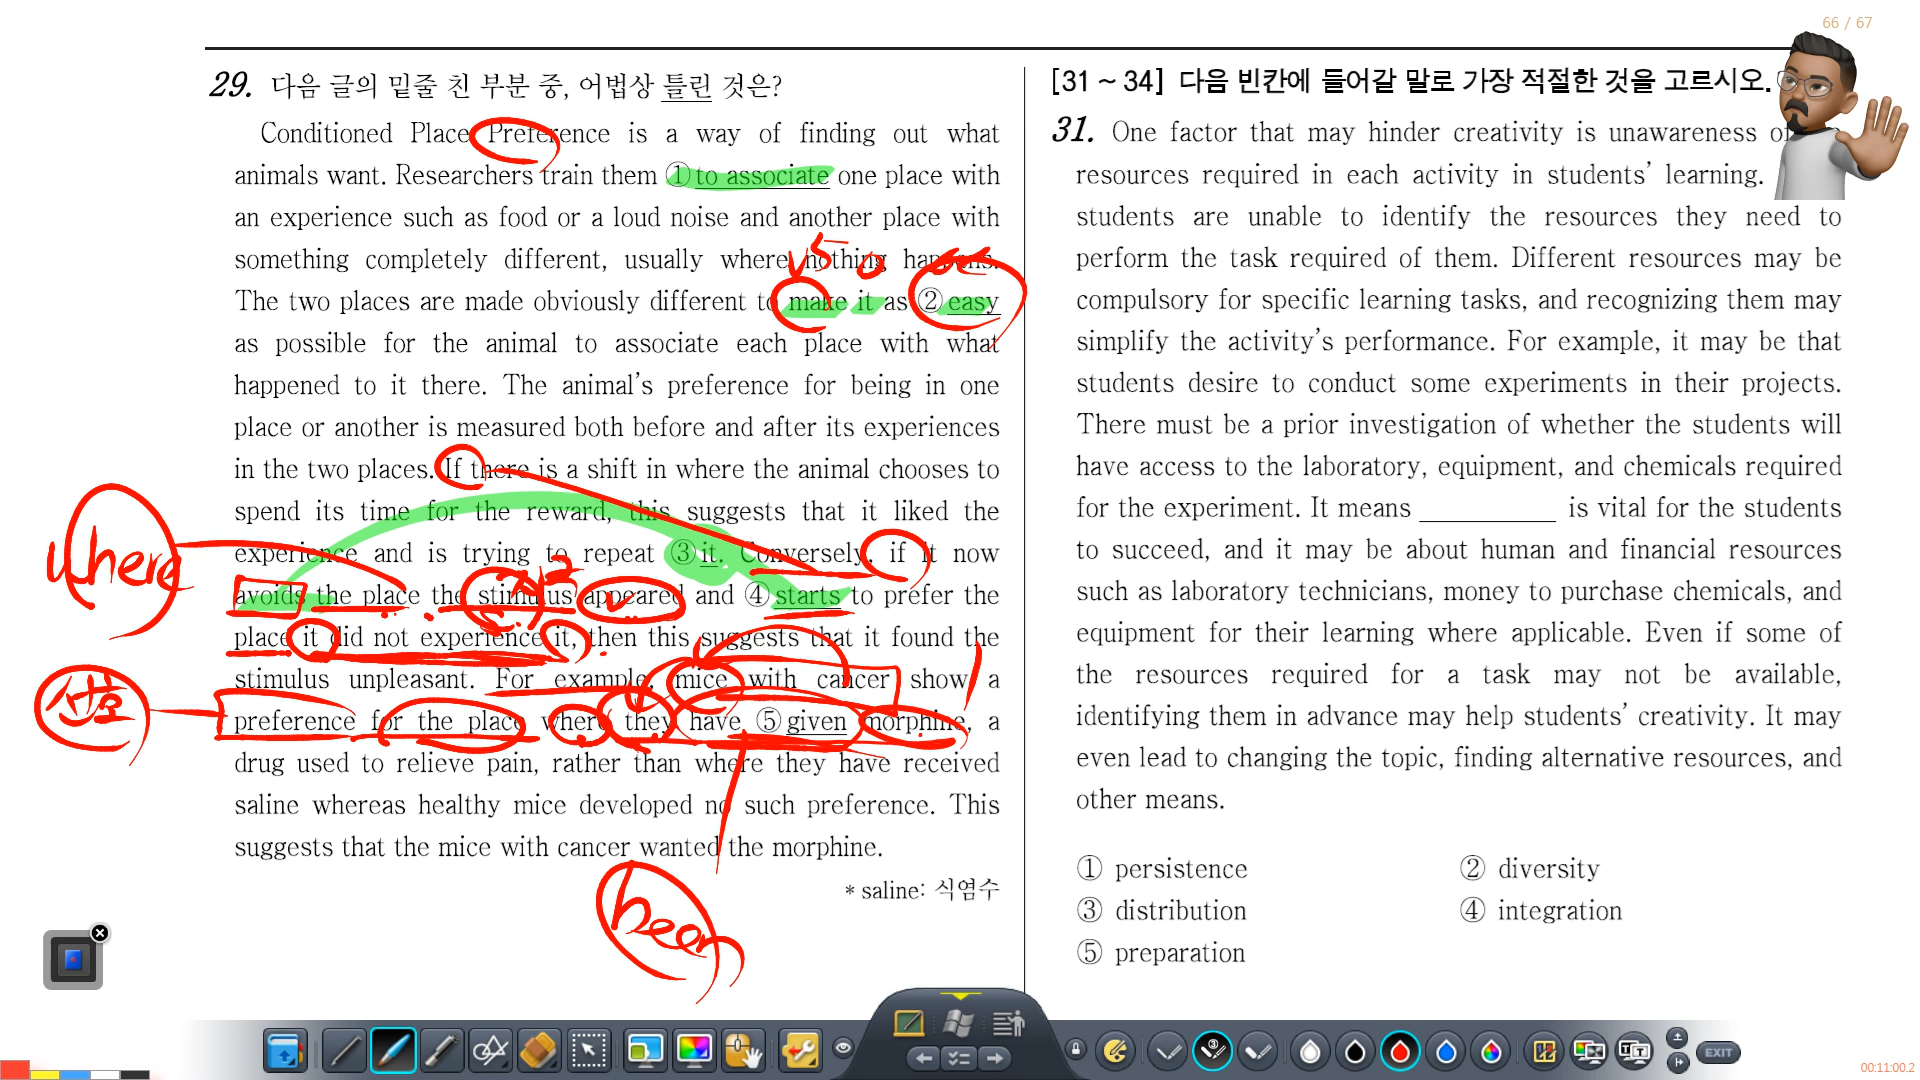 66 / 67
29. 다음 글의 밑줄 친 부분 중, 어법상 틀린 것은?
Conditioned Place Preference is a way of finding out what
animals want. Researchers train them ① to associate one place with
an experience such as food or a loud noise and another place with
something completely different, usually where nothing happens.
The two places are made obviously different to make it as ② easy
as possible for the animal to associate each place with what
happened to it there. The animal's preference for being in one
place or another is measured both before and after its experiences
in the two places. If there is a shift in where the animal chooses to
spend its time for the reward, this suggests that it liked the
experience and is trying to repeat ③ it. Conversely, if it now
avoids the place the stimulus appeared and ④ starts to prefer the
place it did not experience it, then this suggests that it found the
stimulus unpleasant. For example, mice with cancer show a
preference for the place where they have ⑤ given morphine, a
drug used to relieve pain, rather than where they have received
saline whereas healthy mice developed no such preference. This
suggests that the mice with cancer wanted the morphine.
* saline: 식염수
v5 o
where
선호
been
[31 ~ 34] 다음 빈칸에 들어갈 말로 가장 적절한 것을 고르시오.
31. One factor that may hinder creativity is unawareness of
resources required in each activity in students' learning.
students are unable to identify the resources they need to
perform the task required of them. Different resources may be
compulsory for specific learning tasks, and recognizing them may
simplify the activity's performance. For example, it may be that
students desire to conduct some experiments in their projects.
There must be a prior investigation of whether the students will
have access to the laboratory, equipment, and chemicals required
for the experiment. It means ____________ is vital for the students
to succeed, and it may be about human and financial resources
such as laboratory technicians, money to purchase chemicals, and
equipment for their learning where applicable. Even if some of
the resources required for a task may not be available,
identifying them in advance may help students' creativity. It may
even lead to changing the topic, finding alternative resources, and
other means.
① persistence ② diversity
③ distribution ④ integration
⑤ preparation
EXIT
00:11:00.2